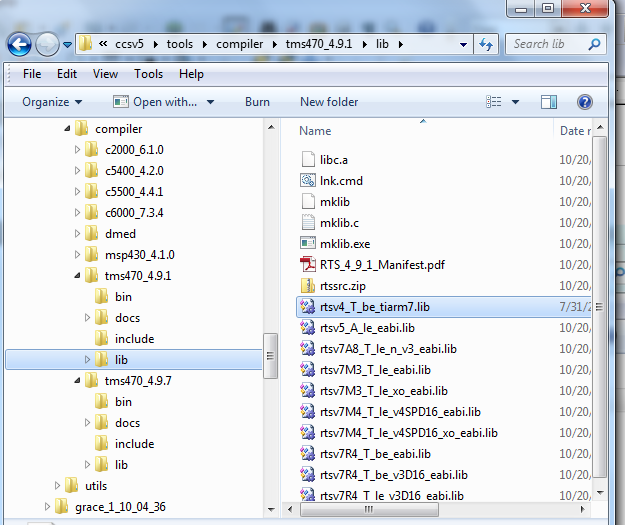 « ccsv5 ▸ tools ▸ compiler ▸ tms470_4.9.1 ▸ lib ▸
Search lib
File Edit View Tools Help
Organize Open with... Burn New folder
compiler
c2000_6.1.0
c5400_4.2.0
c5500_4.4.1
c6000_7.3.4
dmed
msp430_4.1.0
tms470_4.9.1
bin
docs
include
lib
tms470_4.9.7
bin
docs
include
lib
utils
grace_1_10_04_36
Name Date r
libc.a 10/20,
lnk.cmd 10/20,
mklib 10/20,
mklib.c 10/20,
mklib.exe 10/20,
RTS_4_9_1_Manifest.pdf 10/20,
rtssrc.zip 10/20,
rtsv4_T_be_tiarm7.lib 7/31/2
rtsv5_A_le_eabi.lib 10/20,
rtsv7A8_T_le_n_v3_eabi.lib 10/20,
rtsv7M3_T_le_eabi.lib 10/20,
rtsv7M3_T_le_xo_eabi.lib 10/20,
rtsv7M4_T_le_v4SPD16_eabi.lib 10/20,
rtsv7M4_T_le_v4SPD16_xo_eabi.lib 10/20,
rtsv7R4_T_be_eabi.lib 10/20,
rtsv7R4_T_be_v3D16_eabi.lib 10/20,
rtsv7R4_T_le_v3D16_eabi.lib 10/20,